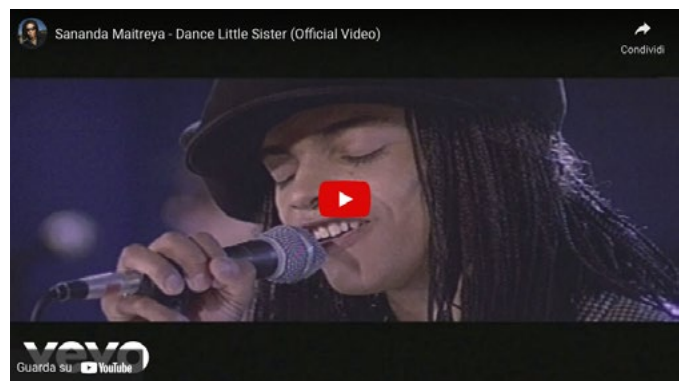 Sananda Maitreya - Dance Little Sister (Official Video)
Condividi
vevo
Guarda su YouTube